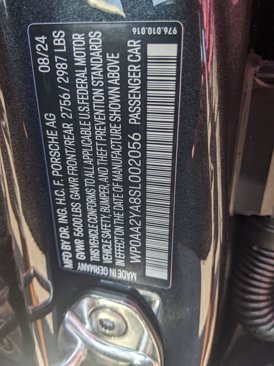 MFD BY DR. ING. H.C. F. PORSCHE AG 08/24
GVWR 5600 LBS GAWR FRONT/REAR 2756 / 2987 LBS
THIS VEHICLE CONFORMS TO ALL APPLICABLE U.S. FEDERAL MOTOR
VEHICLE SAFETY, BUMPER, AND THEFT PREVENTION STANDARDS
IN EFFECT ON THE DATE OF MANUFACTURE SHOWN ABOVE
WP0AA2YA8SL002056 PASSENGER CAR
MADE IN GERMANY 976.010.016